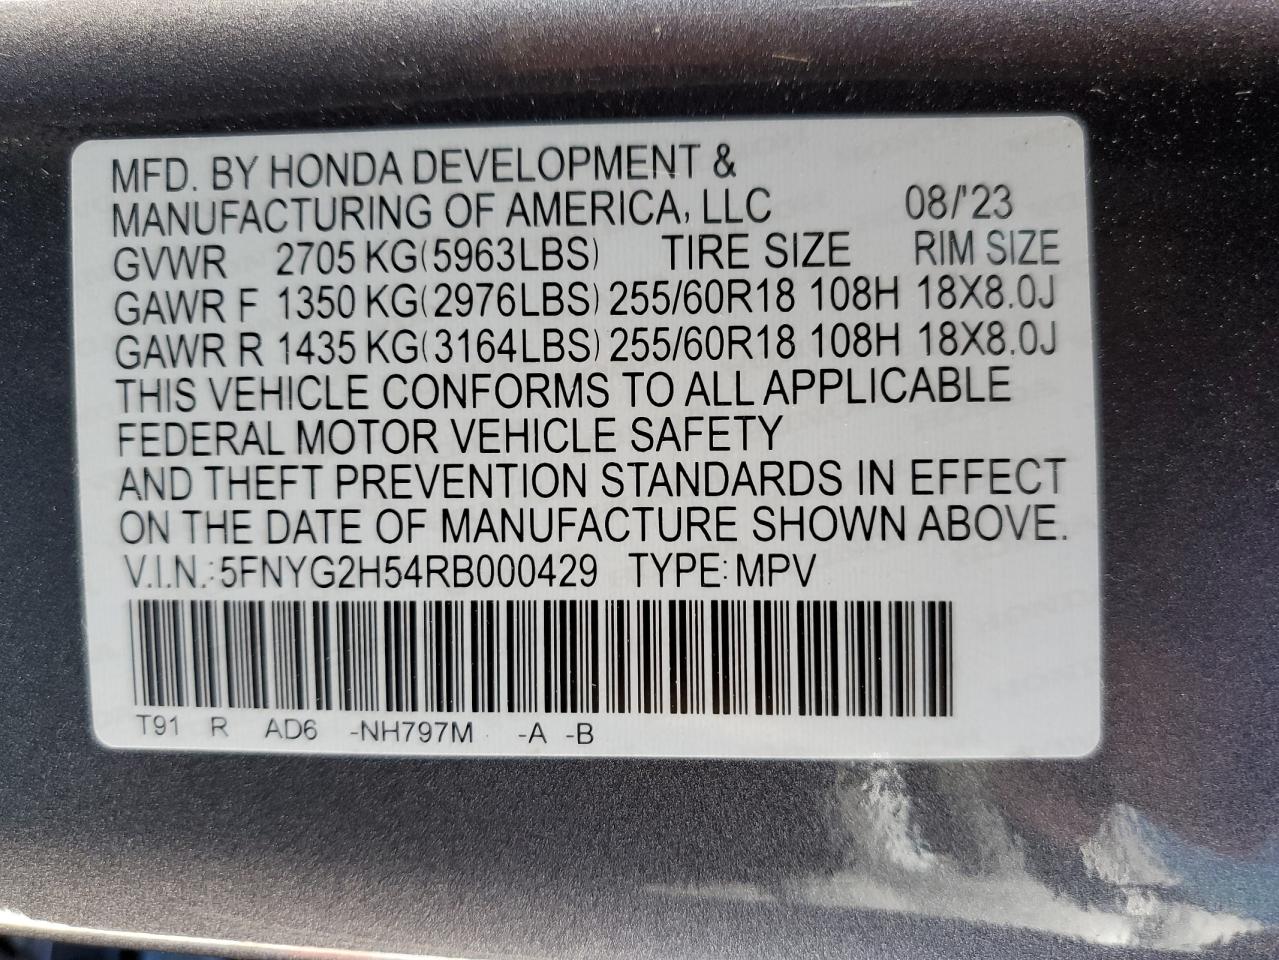 MFD. BY HONDA DEVELOPMENT &
MANUFACTURING OF AMERICA, LLC 08/'23
GVWR 2705 KG(5963LBS) TIRE SIZE RIM SIZE
GAWR F 1350 KG(2976LBS) 255/60R18 108H 18X8.0J
GAWR R 1435 KG(3164LBS) 255/60R18 108H 18X8.0J
THIS VEHICLE CONFORMS TO ALL APPLICABLE
FEDERAL MOTOR VEHICLE SAFETY
AND THEFT PREVENTION STANDARDS IN EFFECT
ON THE DATE OF MANUFACTURE SHOWN ABOVE.
V.I.N.: 5FNYG2H54RB000429 TYPE: MPV
T91 R AD6 -NH797M -A -B